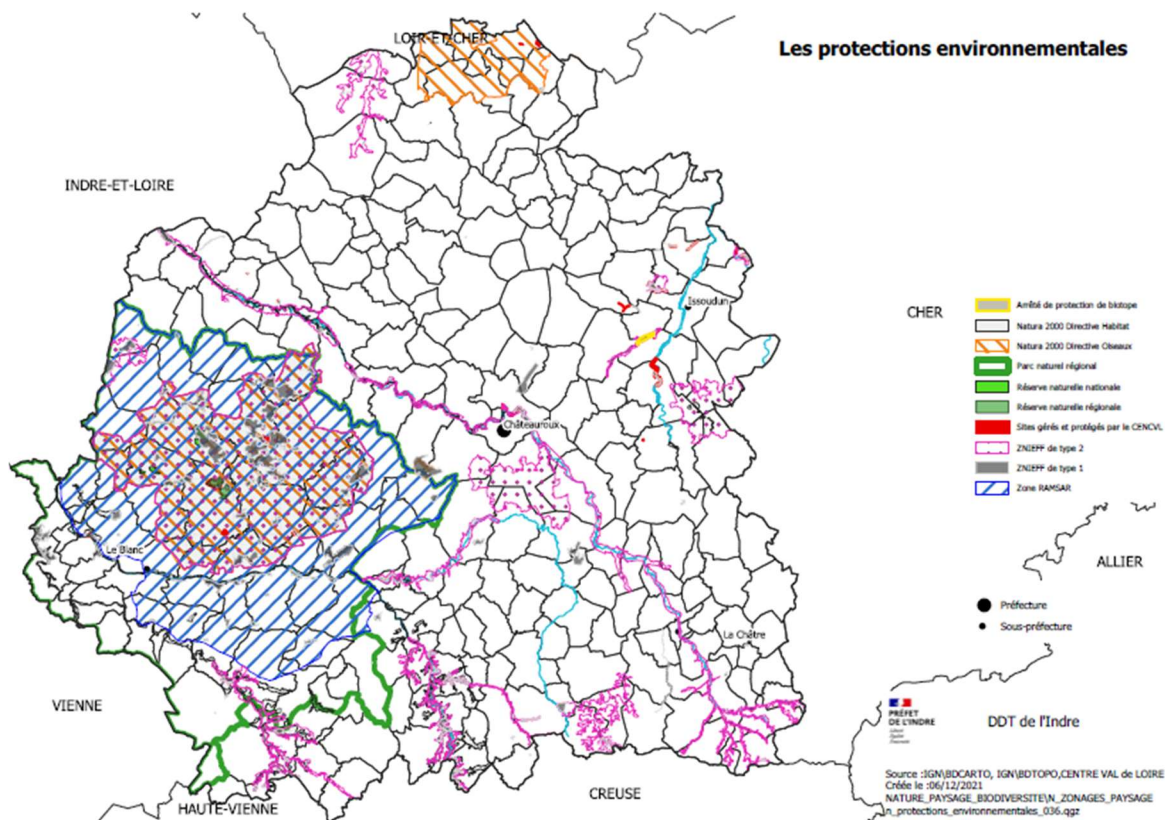 Les protections environnementales
LOIR-ET-CHER
INDRE-ET-LOIRE
CHER
Issoudun
Châteauroux
Le Blanc
La Châtre
VIENNE
HAUTE-VIENNE
CREUSE
ALLIER
Arrêté de protection de biotope
Natura 2000 Directive Habitat
Natura 2000 Directive Oiseaux
Parc naturel régional
Réserve naturelle nationale
Réserve naturelle régionale
Sites gérés et protégés par le CENCVL
ZNIEFF de type 2
ZNIEFF de type 1
Zone RAMSAR
Préfecture
Sous-préfecture
PRÉFET
DE L'INDRE
Liberté
Égalité
Fraternité
DDT de l'Indre
Source :IGN\BDCARTO, IGN\BDTOPO,CENTRE VAL de LOIRE
Créée le :06/12/2021
NATURE_PAYSAGE_BIODIVERSITE\N_ZONAGES_PAYSAGE
n_protections_environnementales_036.qgz